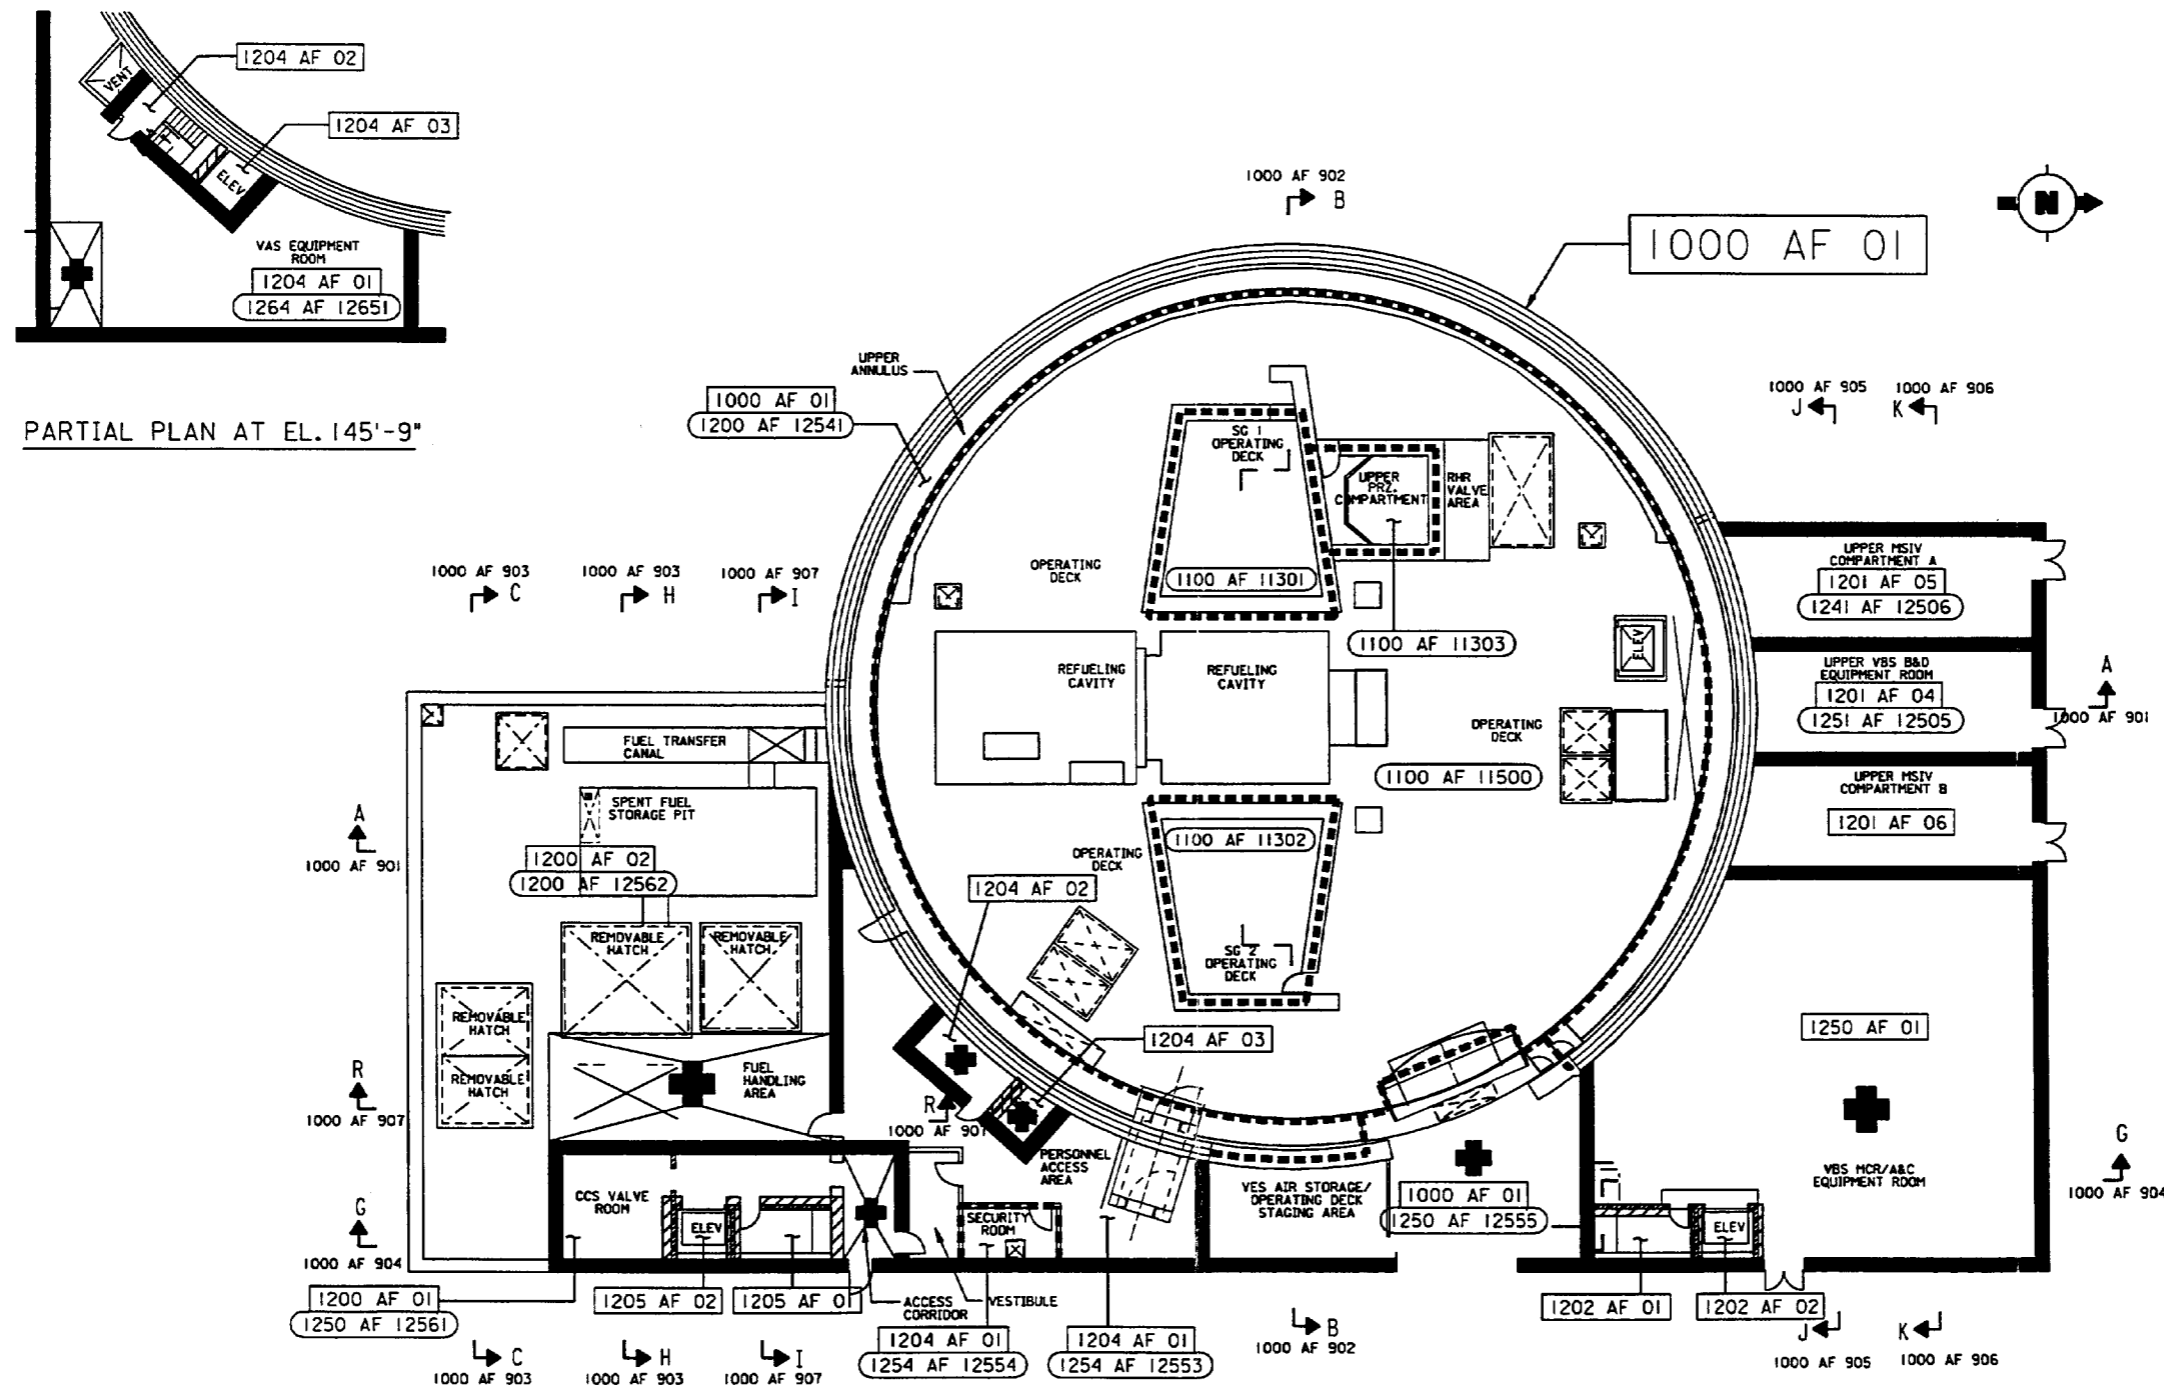 1204 AF 02
VENT
1204 AF 03
ELEV
VAS EQUIPMENT
ROOM
1204 AF 01
1264 AF 12651
PARTIAL PLAN AT EL. 145'-9"
1000 AF 902
B
N
1000 AF 01
UPPER
ANNULUS
1000 AF 01
1200 AF 12541
1000 AF 905
J
1000 AF 906
K
SG 1
OPERATING
DECK
UPPER
PRZ.
COMPARTMENT
RHR
VALVE
AREA
1000 AF 903
C
1000 AF 903
H
1000 AF 907
I
OPERATING
DECK
1100 AF 11301
1100 AF 11303
UPPER MSIV
COMPARTMENT A
1201 AF 05
1241 AF 12506
ELEV
REFUELING
CAVITY
REFUELING
CAVITY
UPPER VBS B&D
EQUIPMENT ROOM
1201 AF 04
1251 AF 12505
A
1000 AF 901
FUEL TRANSFER
CANAL
OPERATING
DECK
1100 AF 11500
UPPER MSIV
COMPARTMENT B
1201 AF 06
SPENT FUEL
STORAGE PIT
A
1000 AF 901
1200 AF 02
1200 AF 12562
1100 AF 11302
OPERATING
DECK
1204 AF 02
REMOVABLE
HATCH
REMOVABLE
HATCH
SG 2
OPERATING
DECK
REMOVABLE
HATCH
REMOVABLE
HATCH
1204 AF 03
1250 AF 01
FUEL
HANDLING
AREA
R
1000 AF 907
R
1000 AF 907
PERSONNEL
ACCESS
AREA
G
1000 AF 904
CCS VALVE
ROOM
ELEV
SECURITY
ROOM
VES AIR STORAGE/
OPERATING DECK
STAGING AREA
1000 AF 01
1250 AF 12555
VBS MCR/A&C
EQUIPMENT ROOM
ELEV
G
1000 AF 904
1200 AF 01
1250 AF 12561
1205 AF 02
1205 AF 01
ACCESS
CORRIDOR
VESTIBULE
1204 AF 01
1254 AF 12554
1204 AF 01
1254 AF 12553
1202 AF 01
1202 AF 02
C
1000 AF 903
H
1000 AF 903
I
1000 AF 907
B
1000 AF 902
J
1000 AF 905
K
1000 AF 906